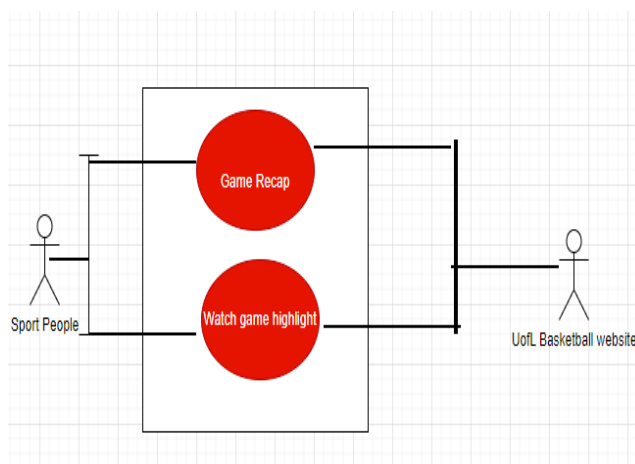 Game Recap
Watch game highlight
Sport People
UofL Basketball website